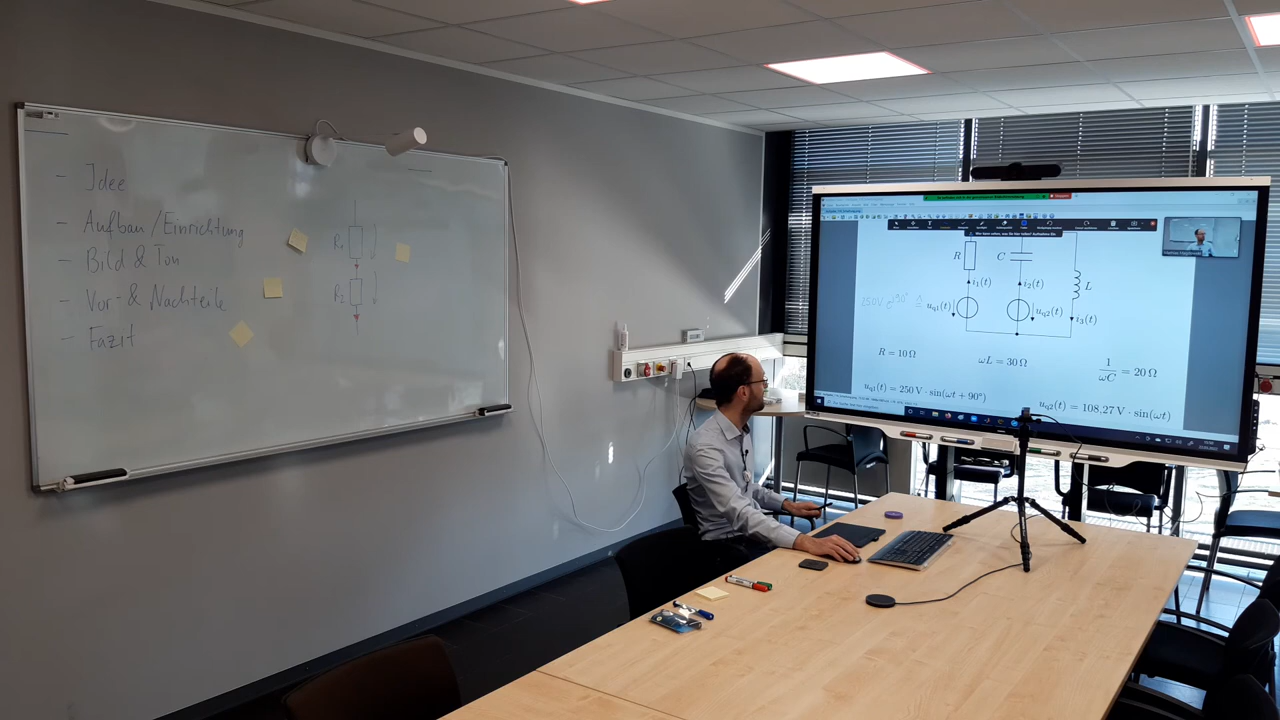 - Idee
- Aufbau/Einrichtung
- Bild & Ton
- Vor- & Nachteile
- Fazit
R₁
R₂
R
C
L
i₁(t)
i₂(t)
i₃(t)
u_q1(t)
u_q2(t)
250V
R = 10 Ω
ωL = 30 Ω
1/ωC = 20 Ω
u_q1(t) = 250 V · sin(ωt + 90°)
u_q2(t) = 108,27 V · sin(ωt)